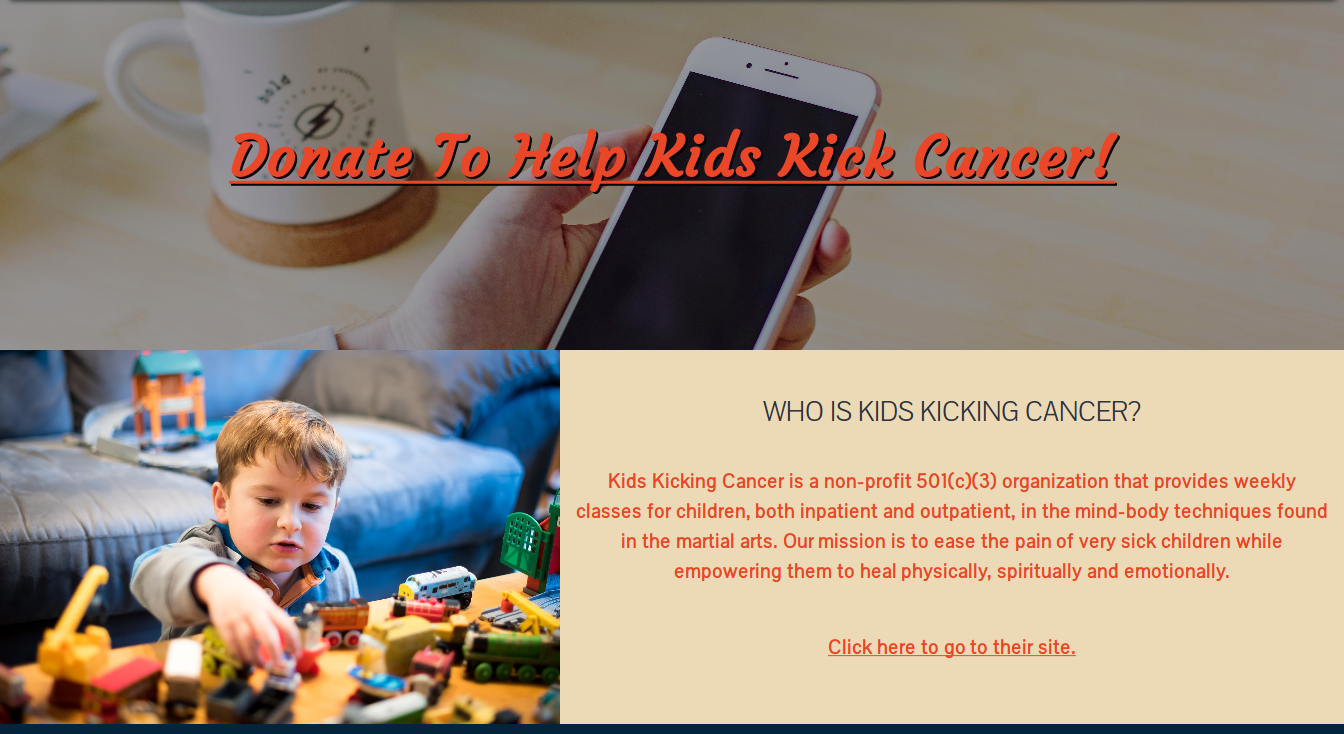 bold
Donate To Help Kids Kick Cancer!
WHO IS KIDS KICKING CANCER?
Kids Kicking Cancer is a non-profit 501(c)(3) organization that provides weekly
classes for children, both inpatient and outpatient, in the mind-body techniques found
in the martial arts. Our mission is to ease the pain of very sick children while
empowering them to heal physically, spiritually and emotionally.
Click here to go to their site.